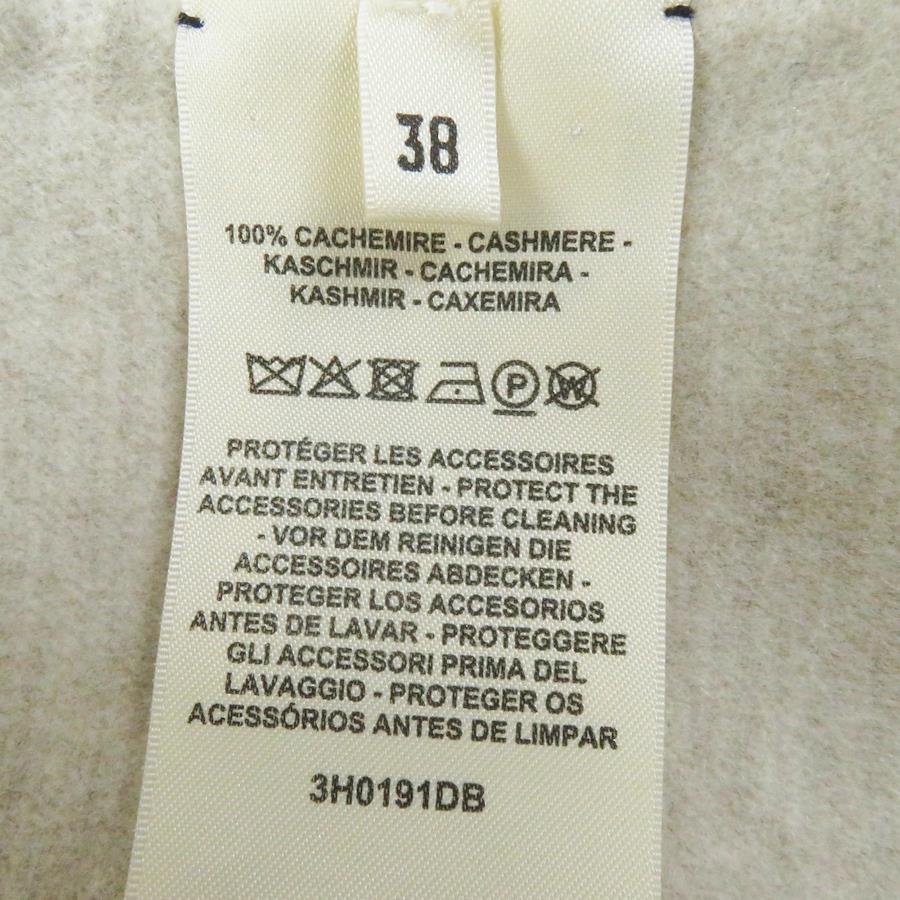 38
100% CACHEMIRE - CASHMERE -
KASCHMIR - CACHEMIRA -
KASHMIR - CAXEMIRA
P W
PROTÉGER LES ACCESSOIRES
AVANT ENTRETIEN - PROTECT THE
ACCESSORIES BEFORE CLEANING
- VOR DEM REINIGEN DIE
ACCESSOIRES ABDECKEN -
PROTEGER LOS ACCESORIOS
ANTES DE LAVAR - PROTEGGERE
GLI ACCESSORI PRIMA DEL
LAVAGGIO - PROTEGER OS
ACESSÓRIOS ANTES DE LIMPAR
3H0191DB